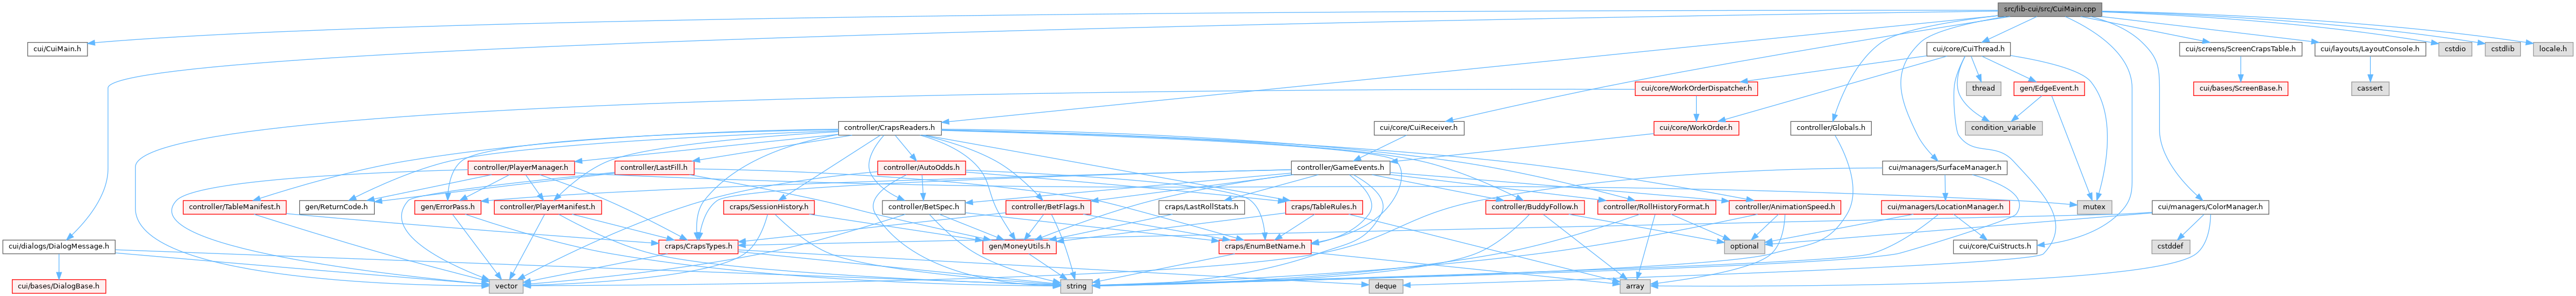 src/lib-cui/src/CuiMain.cpp
cui/CuiMain.h
cui/core/CuiThread.h
cui/screens/ScreenCrapsTable.h
cui/layouts/LayoutConsole.h
cstdio
cstdlib
locale.h
cui/core/WorkOrderDispatcher.h
thread
gen/EdgeEvent.h
cui/bases/ScreenBase.h
cassert
controller/CrapsReaders.h
cui/core/CuiReceiver.h
cui/core/WorkOrder.h
controller/Globals.h
condition_variable
controller/PlayerManager.h
controller/LastFill.h
controller/AutoOdds.h
controller/GameEvents.h
cui/managers/SurfaceManager.h
controller/TableManifest.h
gen/ReturnCode.h
gen/ErrorPass.h
controller/PlayerManifest.h
craps/SessionHistory.h
controller/BetSpec.h
controller/BetFlags.h
craps/LastRollStats.h
craps/TableRules.h
controller/BuddyFollow.h
controller/RollHistoryFormat.h
controller/AnimationSpeed.h
cui/managers/LocationManager.h
mutex
cui/managers/ColorManager.h
cui/dialogs/DialogMessage.h
craps/CrapsTypes.h
gen/MoneyUtils.h
craps/EnumBetName.h
optional
cui/core/CuiStructs.h
cstddef
cui/bases/DialogBase.h
vector
string
deque
array